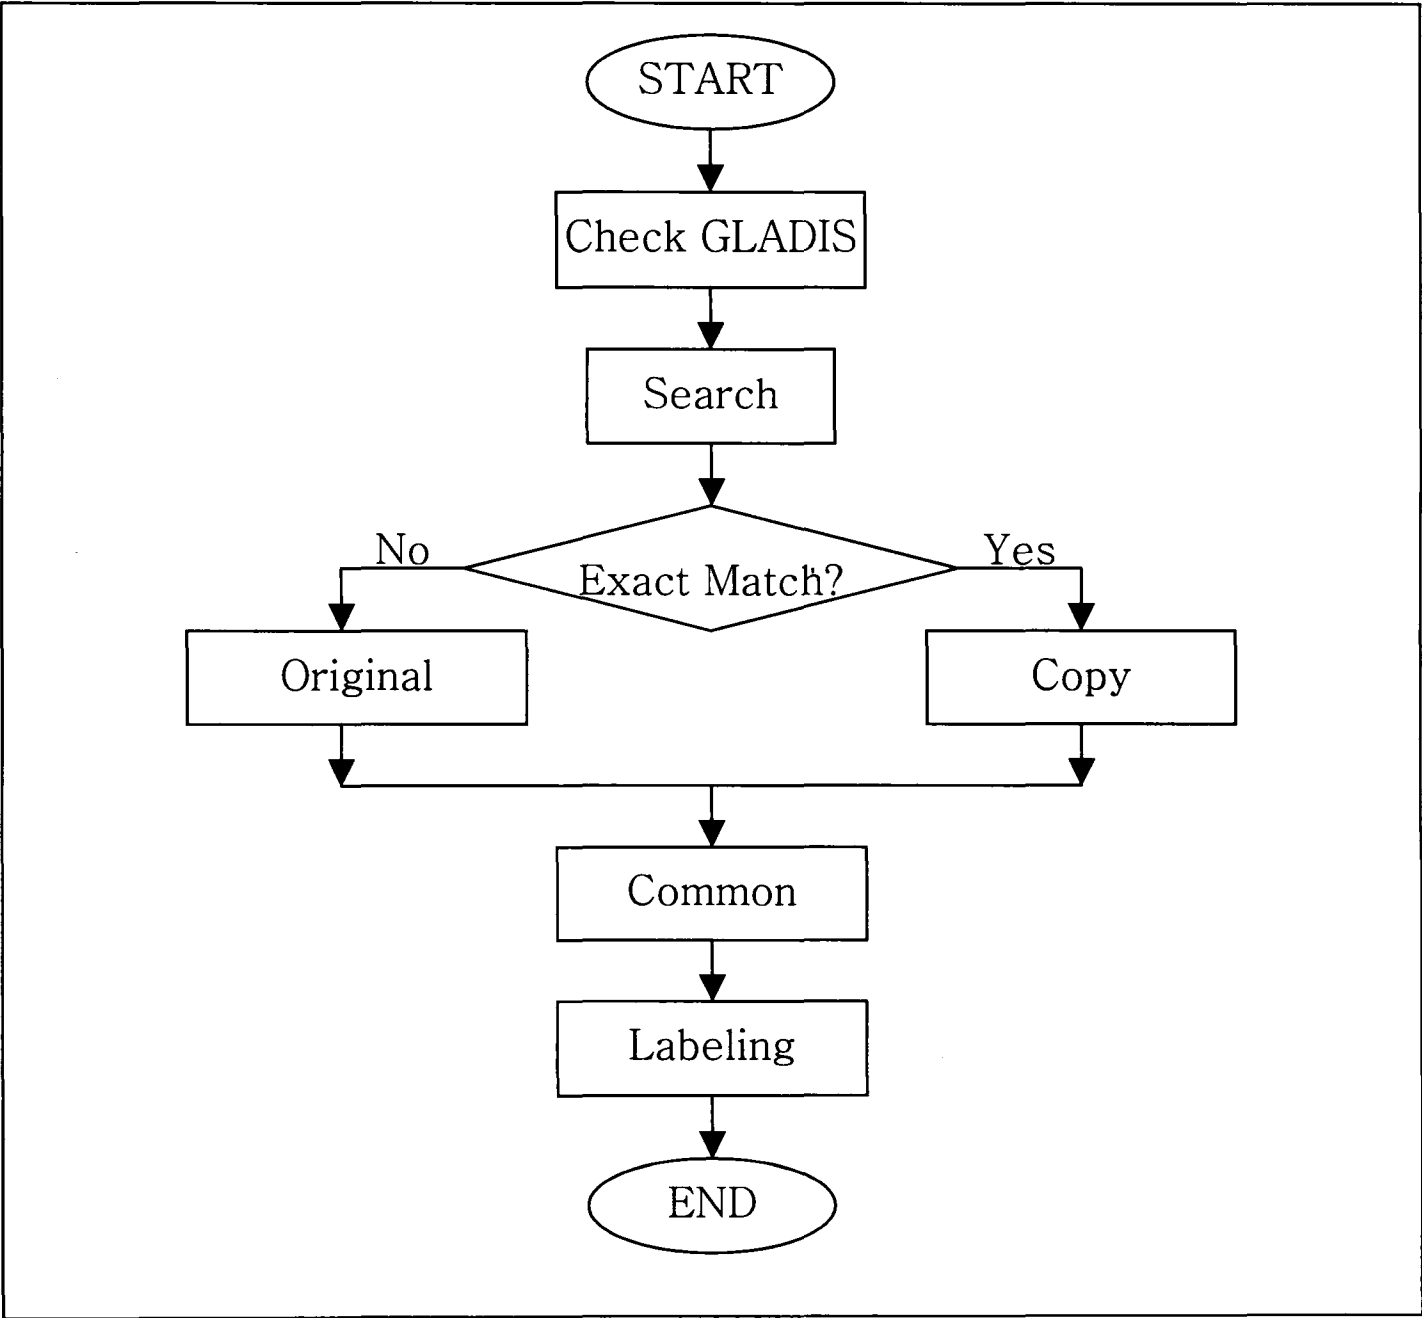 START
Check GLADIS
Search
No
Yes
Exact Match?
Original
Copy
Common
Labeling
END